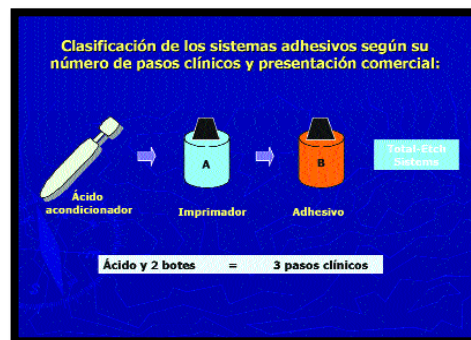 Clasificación de los sistemas adhesivos según su
número de pasos clínicos y presentación comercial:
A
B
Total-Etch
Sistems
Ácido
acondicionador
Imprimador
Adhesivo
Ácido y 2 botes = 3 pasos clínicos